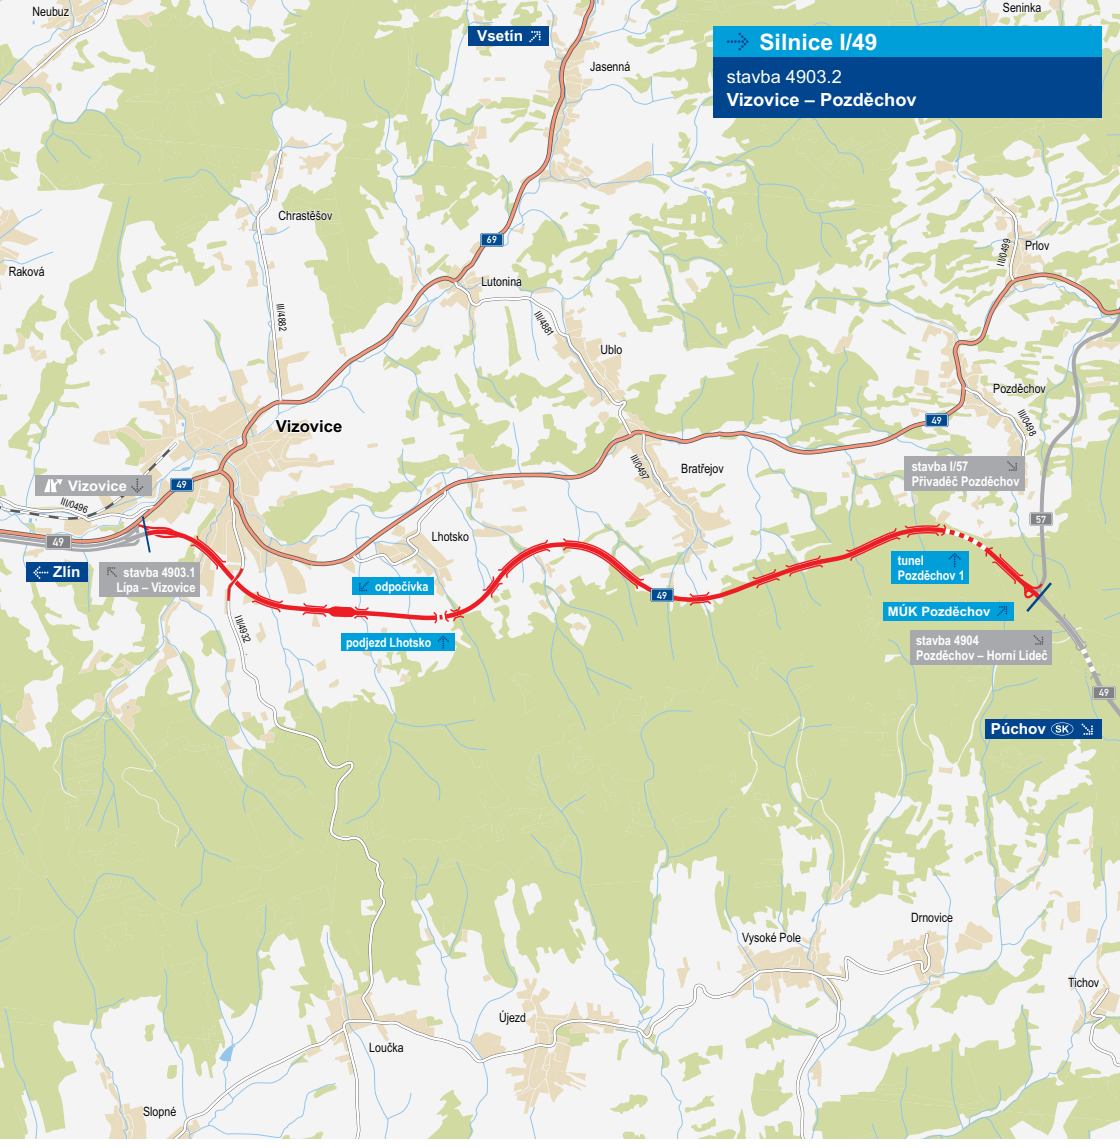 Neubuz
Seninka
Vsetín
Silnice I/49
stavba 4903.2
Vizovice – Pozděchov
Jasenná
Chrastěšov
69
III/0499
Prlov
Raková
Lutonina
III/4882
III/4881
Ublo
Pozděchov
Vizovice
49
III/0498
III/0497
Bratřejov
stavba I/57
Přivaděč Pozděchov
Vizovice
49
III/0496
57
49
Lhotsko
Zlín
stavba 4903.1
Lípa – Vizovice
odpočívka
tunel
Pozděchov 1
49
MÚK Pozděchov
III/4932
podjezd Lhotsko
stavba 4904
Pozděchov – Horní Lideč
49
Púchov SK
Drnovice
Vysoké Pole
Tichov
Újezd
Loučka
Slopné